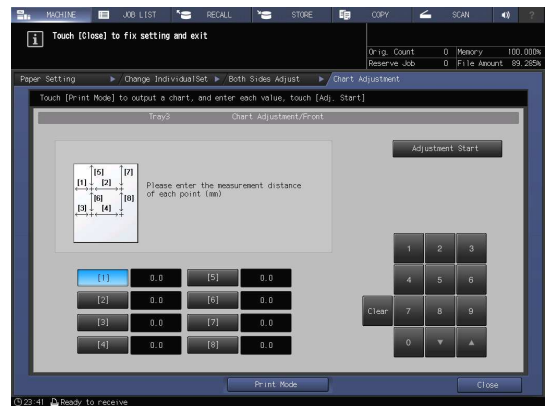 MACHINE JOB LIST RECALL STORE COPY SCAN ?
i Touch [Close] to fix setting and exit
Orig. Count 0 Memory 100.000%
Reserve Job 0 File Amount 89.285%
Paper Setting Change IndividualSet Both Sides Adjust Chart Adjustment
Touch [Print Mode] to output a chart, and enter each value, touch [Adj. Start]
Tray3 Chart Adjustment/Front
Adjustment Start
[5] [7]
[1] [2]
[6] [8]
[3] [4]
Please enter the measurement distance
of each point (mm)
1 2 3
[1] 0.0 [5] 0.0
4 5 6
[2] 0.0 [6] 0.0
[3] 0.0 [7] 0.0
Clear 7 8 9
[4] 0.0 [8] 0.0
0 ▼ ▲
Print Mode Close
23:41 Ready to receive